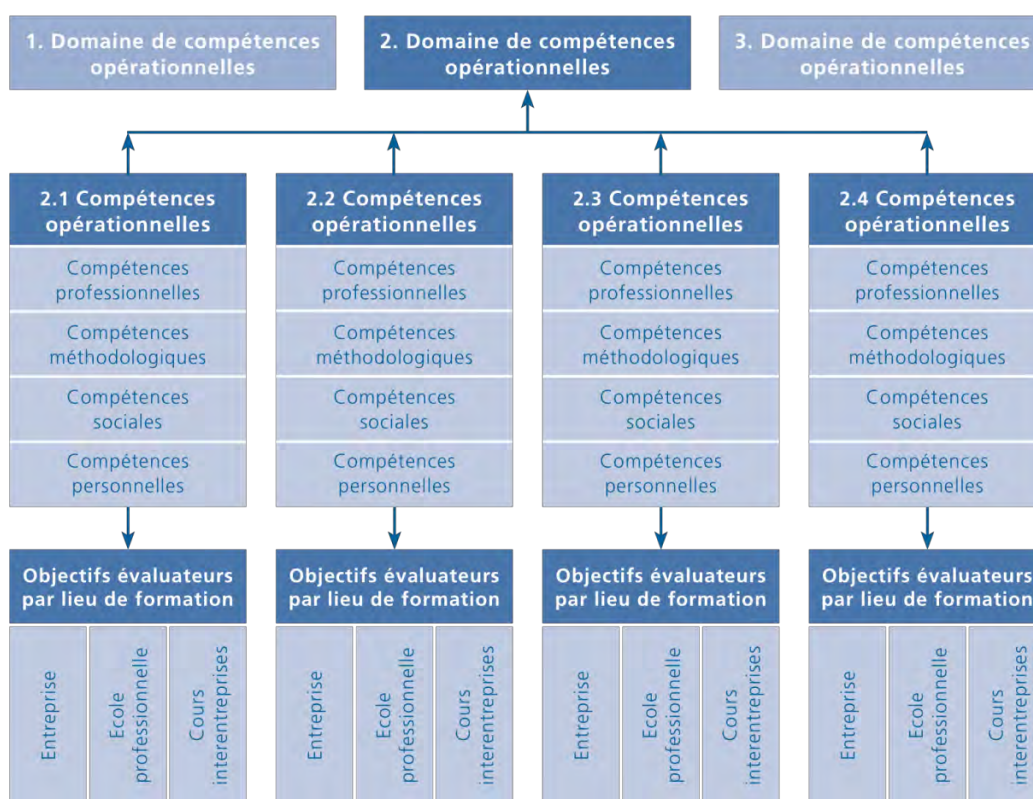 1. Domaine de compétences
opérationnelles
2. Domaine de compétences
opérationnelles
3. Domaine de compétences
opérationnelles
2.1 Compétences
opérationnelles
Compétences
professionnelles
Compétences
méthodologiques
Compétences
sociales
Compétences
personnelles
Objectifs évaluateurs
par lieu de formation
Entreprise
Ecole
professionnelle
Cours
interentreprises
2.2 Compétences
opérationnelles
Compétences
professionnelles
Compétences
méthodologiques
Compétences
sociales
Compétences
personnelles
Objectifs évaluateurs
par lieu de formation
Entreprise
Ecole
professionnelle
Cours
interentreprises
2.3 Compétences
opérationnelles
Compétences
professionnelles
Compétences
méthodologiques
Compétences
sociales
Compétences
personnelles
Objectifs évaluateurs
par lieu de formation
Entreprise
Ecole
professionnelle
Cours
interentreprises
2.4 Compétences
opérationnelles
Compétences
professionnelles
Compétences
méthodologiques
Compétences
sociales
Compétences
personnelles
Objectifs évaluateurs
par lieu de formation
Entreprise
Ecole
professionnelle
Cours
interentreprises